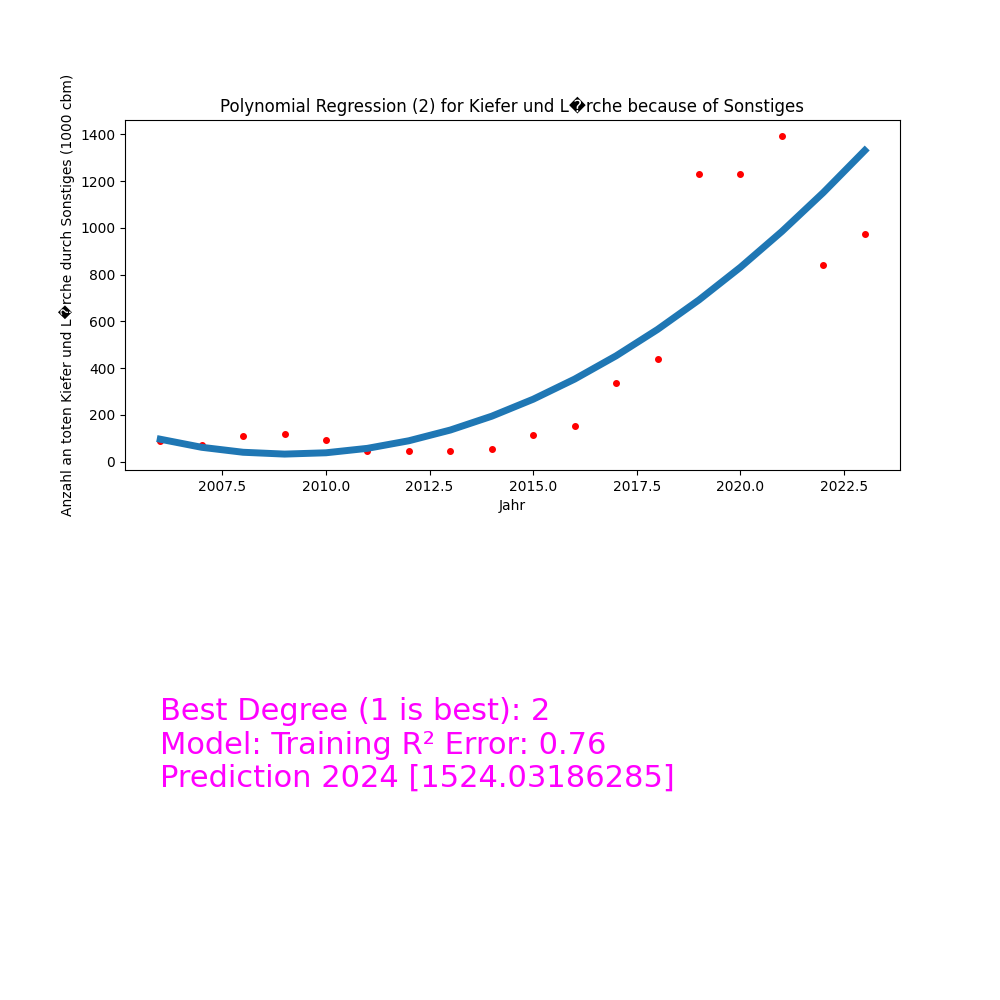 Polynomial Regression (2) for Kiefer und L�rche because of Sonstiges
Anzahl an toten Kiefer und L�rche durch Sonstiges (1000 cbm)
1400
1200
1000
800
600
400
200
0
2007.5 2010.0 2012.5 2015.0 2017.5 2020.0 2022.5
Jahr
Best Degree (1 is best): 2
Model: Training R² Error: 0.76
Prediction 2024 [1524.03186285]